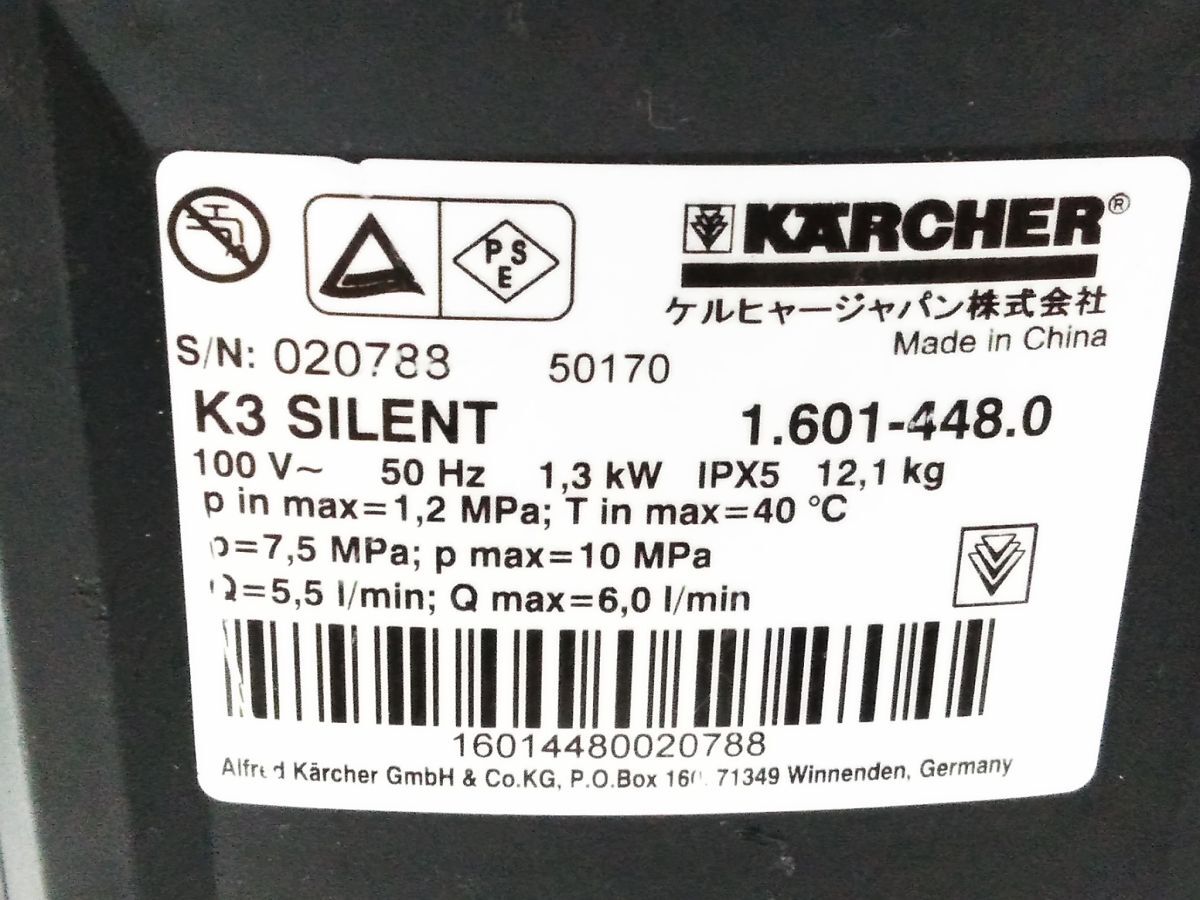 PSE
KÄRCHER®
ケルヒャージャパン株式会社
Made in China
S/N: 020788 50170
K3 SILENT 1.601-448.0
100 V~ 50 Hz 1,3 kW IPX5 12,1 kg
p in max=1,2 MPa; T in max=40 °C
p=7,5 MPa; p max=10 MPa
Q=5,5 l/min; Q max=6,0 l/min
16014480020788
Alfred Kärcher GmbH & Co.KG, P.O.Box 71349 Winnenden, Germany